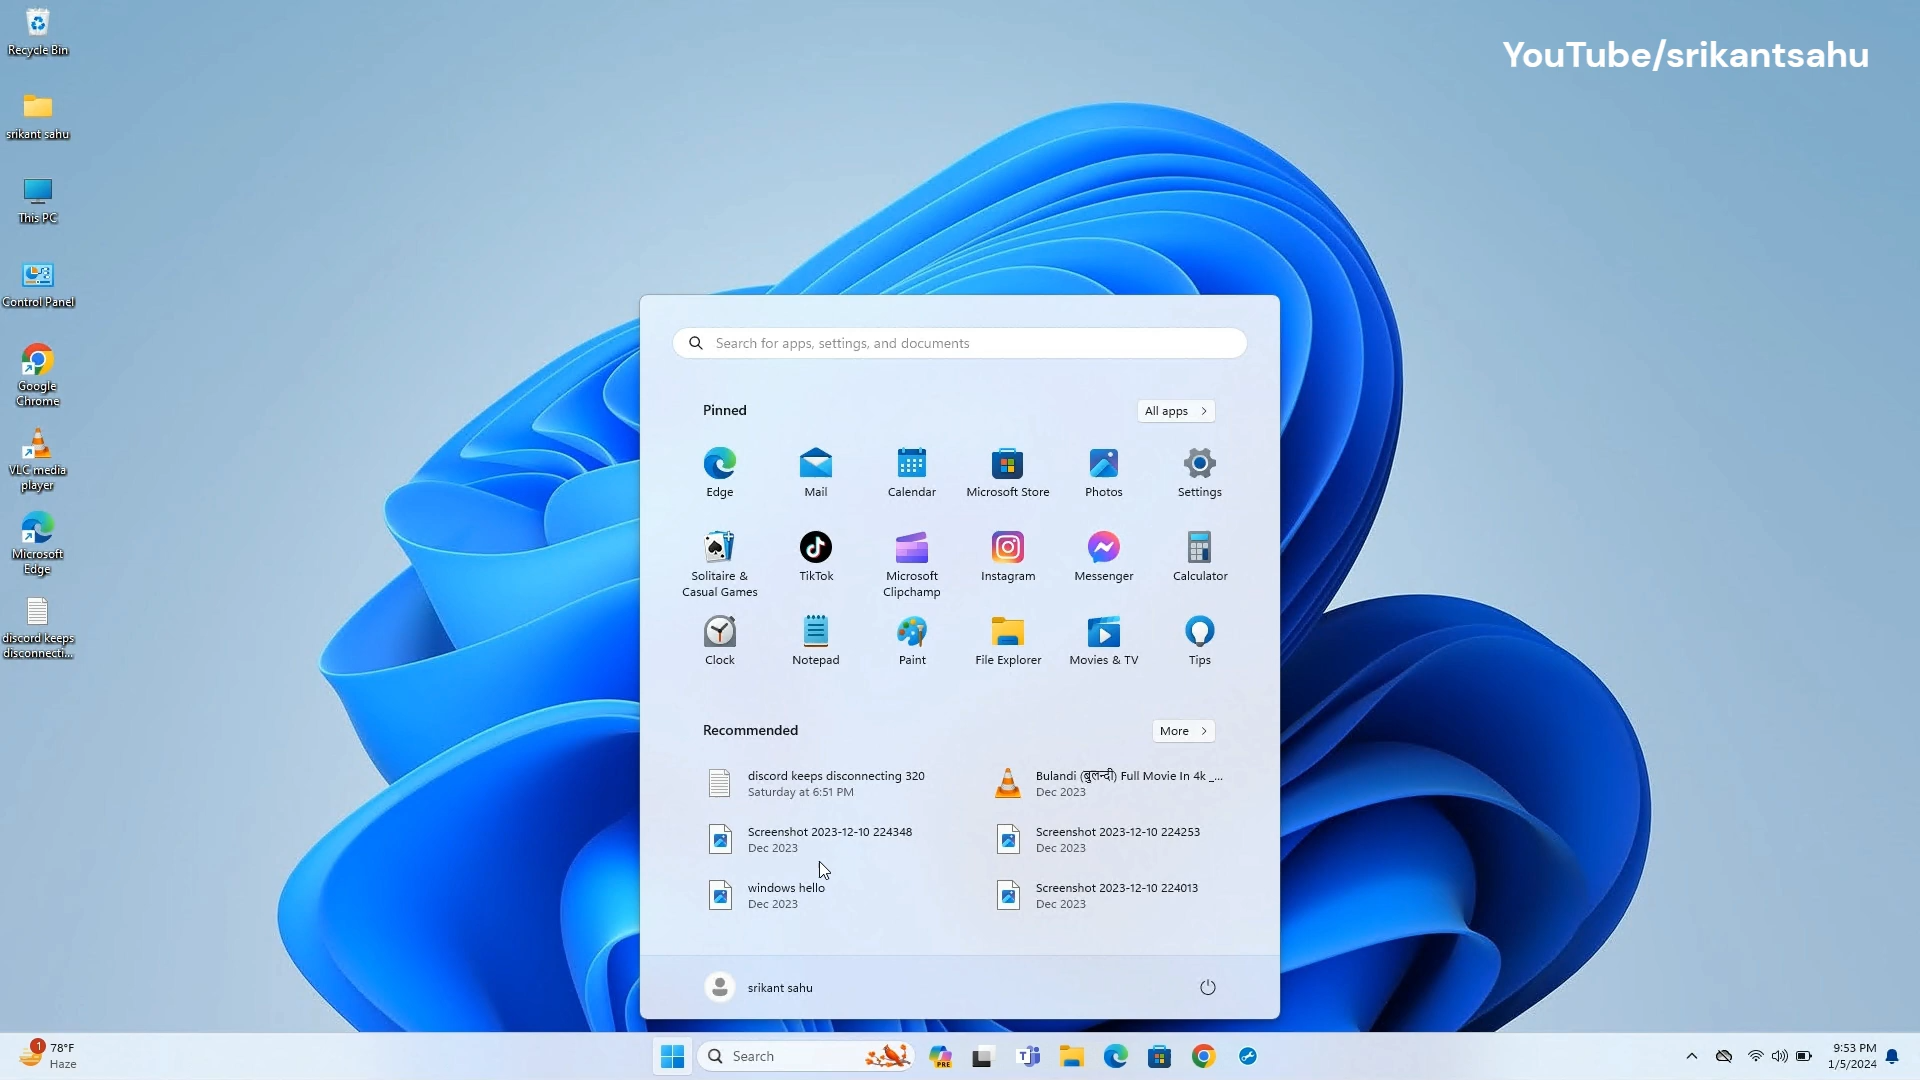 YouTube/srikantsahu
Recycle Bin
srikant sahu
This PC
Control Panel
Google
Chrome
VLC media
player
Microsoft
Edge
discord keeps
disconnecti...
Search for apps, settings, and documents
Pinned
All apps
Edge
Mail
Calendar
Microsoft Store
Photos
Settings
Solitaire &
Casual Games
TikTok
Microsoft
Clipchamp
Instagram
Messenger
Calculator
Clock
Notepad
Paint
File Explorer
Movies & TV
Tips
Recommended
More
discord keeps disconnecting 320
Saturday at 6:51 PM
Bulandi (बुलन्दी) Full Movie In 4k _...
Dec 2023
Screenshot 2023-12-10 224348
Dec 2023
Screenshot 2023-12-10 224253
Dec 2023
windows hello
Dec 2023
Screenshot 2023-12-10 224013
Dec 2023
srikant sahu
1
78°F
Haze
Search
PRE
9:53 PM
1/5/2024